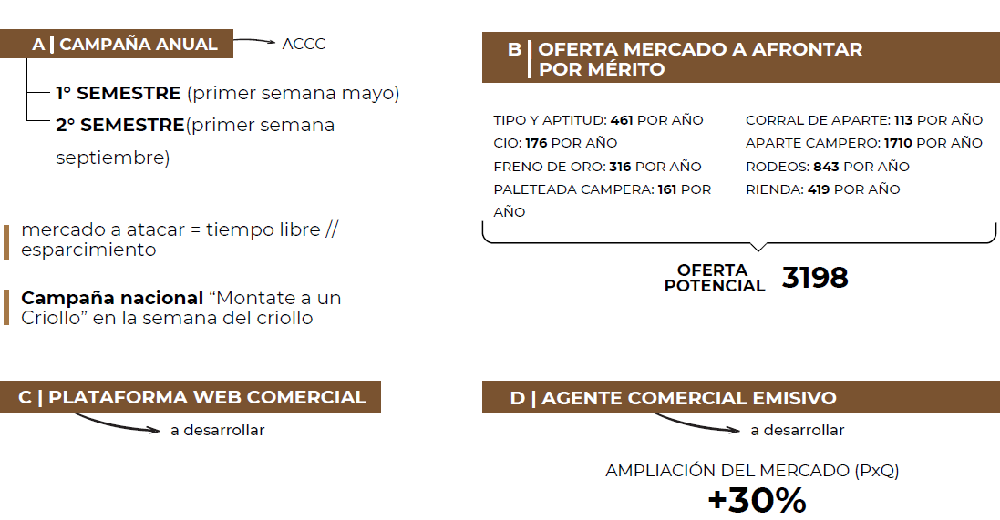 A | CAMPAÑA ANUAL
ACCC
1° SEMESTRE (primer semana mayo)
2° SEMESTRE(primer semana
septiembre)
mercado a atacar = tiempo libre //
esparcimiento
Campaña nacional “Montate a un
Criollo” en la semana del criollo
B | OFERTA MERCADO A AFRONTAR
POR MÉRITO
TIPO Y APTITUD: 461 POR AÑO
CIO: 176 POR AÑO
FRENO DE ORO: 316 POR AÑO
PALETEADA CAMPERA: 161 POR
AÑO
CORRAL DE APARTE: 113 POR AÑO
APARTE CAMPERO: 1710 POR AÑO
RODEOS: 843 POR AÑO
RIENDA: 419 POR AÑO
OFERTA
POTENCIAL
3198
C | PLATAFORMA WEB COMERCIAL
a desarrollar
D | AGENTE COMERCIAL EMISIVO
a desarrollar
AMPLIACIÓN DEL MERCADO (PxQ)
+30%